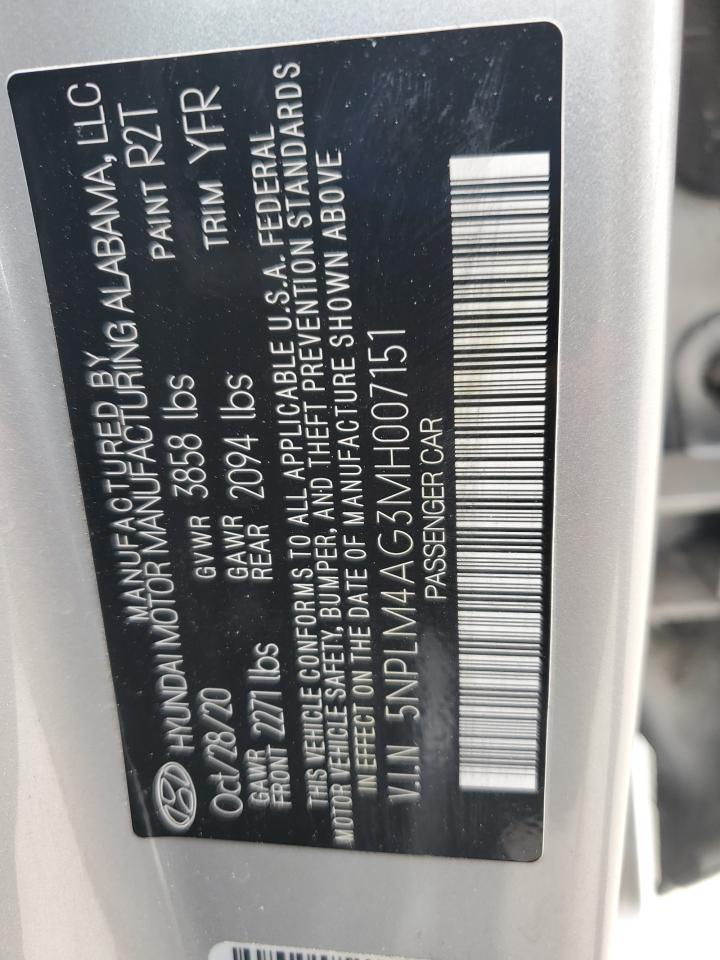 MANUFACTURED BY
HYUNDAI MOTOR MANUFACTURING ALABAMA, LLC
Oct/28/20 GVWR 3858 lbs PAINT R2T
GAWR FRONT 2271 lbs GAWR REAR 2094 lbs TRIM YFR
THIS VEHICLE CONFORMS TO ALL APPLICABLE U.S.A. FEDERAL
MOTOR VEHICLE SAFETY, BUMPER, AND THEFT PREVENTION STANDARDS
IN EFFECT ON THE DATE OF MANUFACTURE SHOWN ABOVE
V.I.N 5NPLM4AG3MH007151
PASSENGER CAR